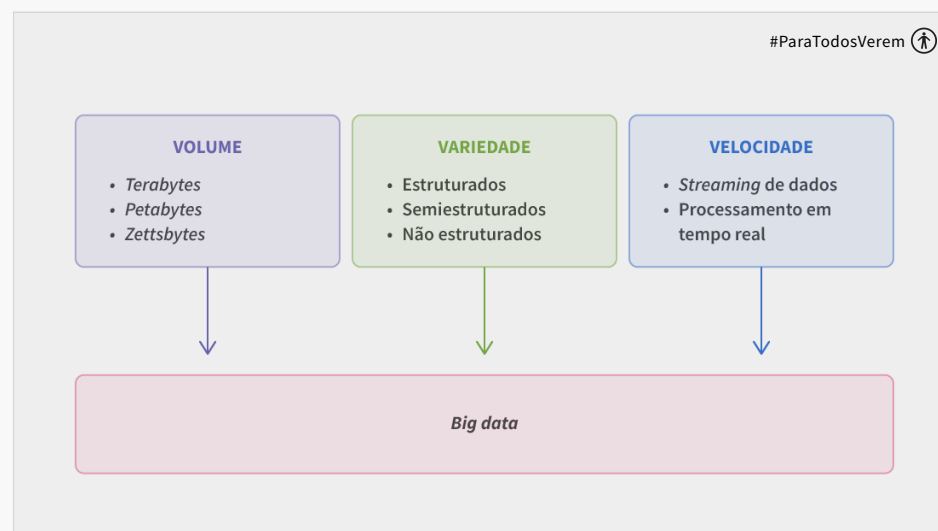 #ParaTodosVerem
VOLUME
• Terabytes
• Petabytes
• Zettsbytes
VARIEDADE
• Estruturados
• Semiestruturados
• Não estruturados
VELOCIDADE
• Streaming de dados
• Processamento em
tempo real
Big data